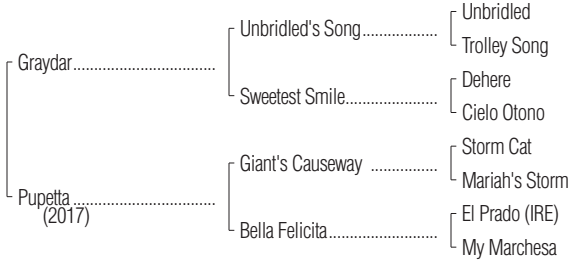 Unbridled
Unbridled's Song..................
Trolley Song
Graydar..................................
Dehere
Sweetest Smile......................
Cielo Otono
Storm Cat
Giant's Causeway ................
Mariah's Storm
Pupetta ..................................
(2017)
El Prado (IRE)
Bella Felicita..........................
My Marchesa